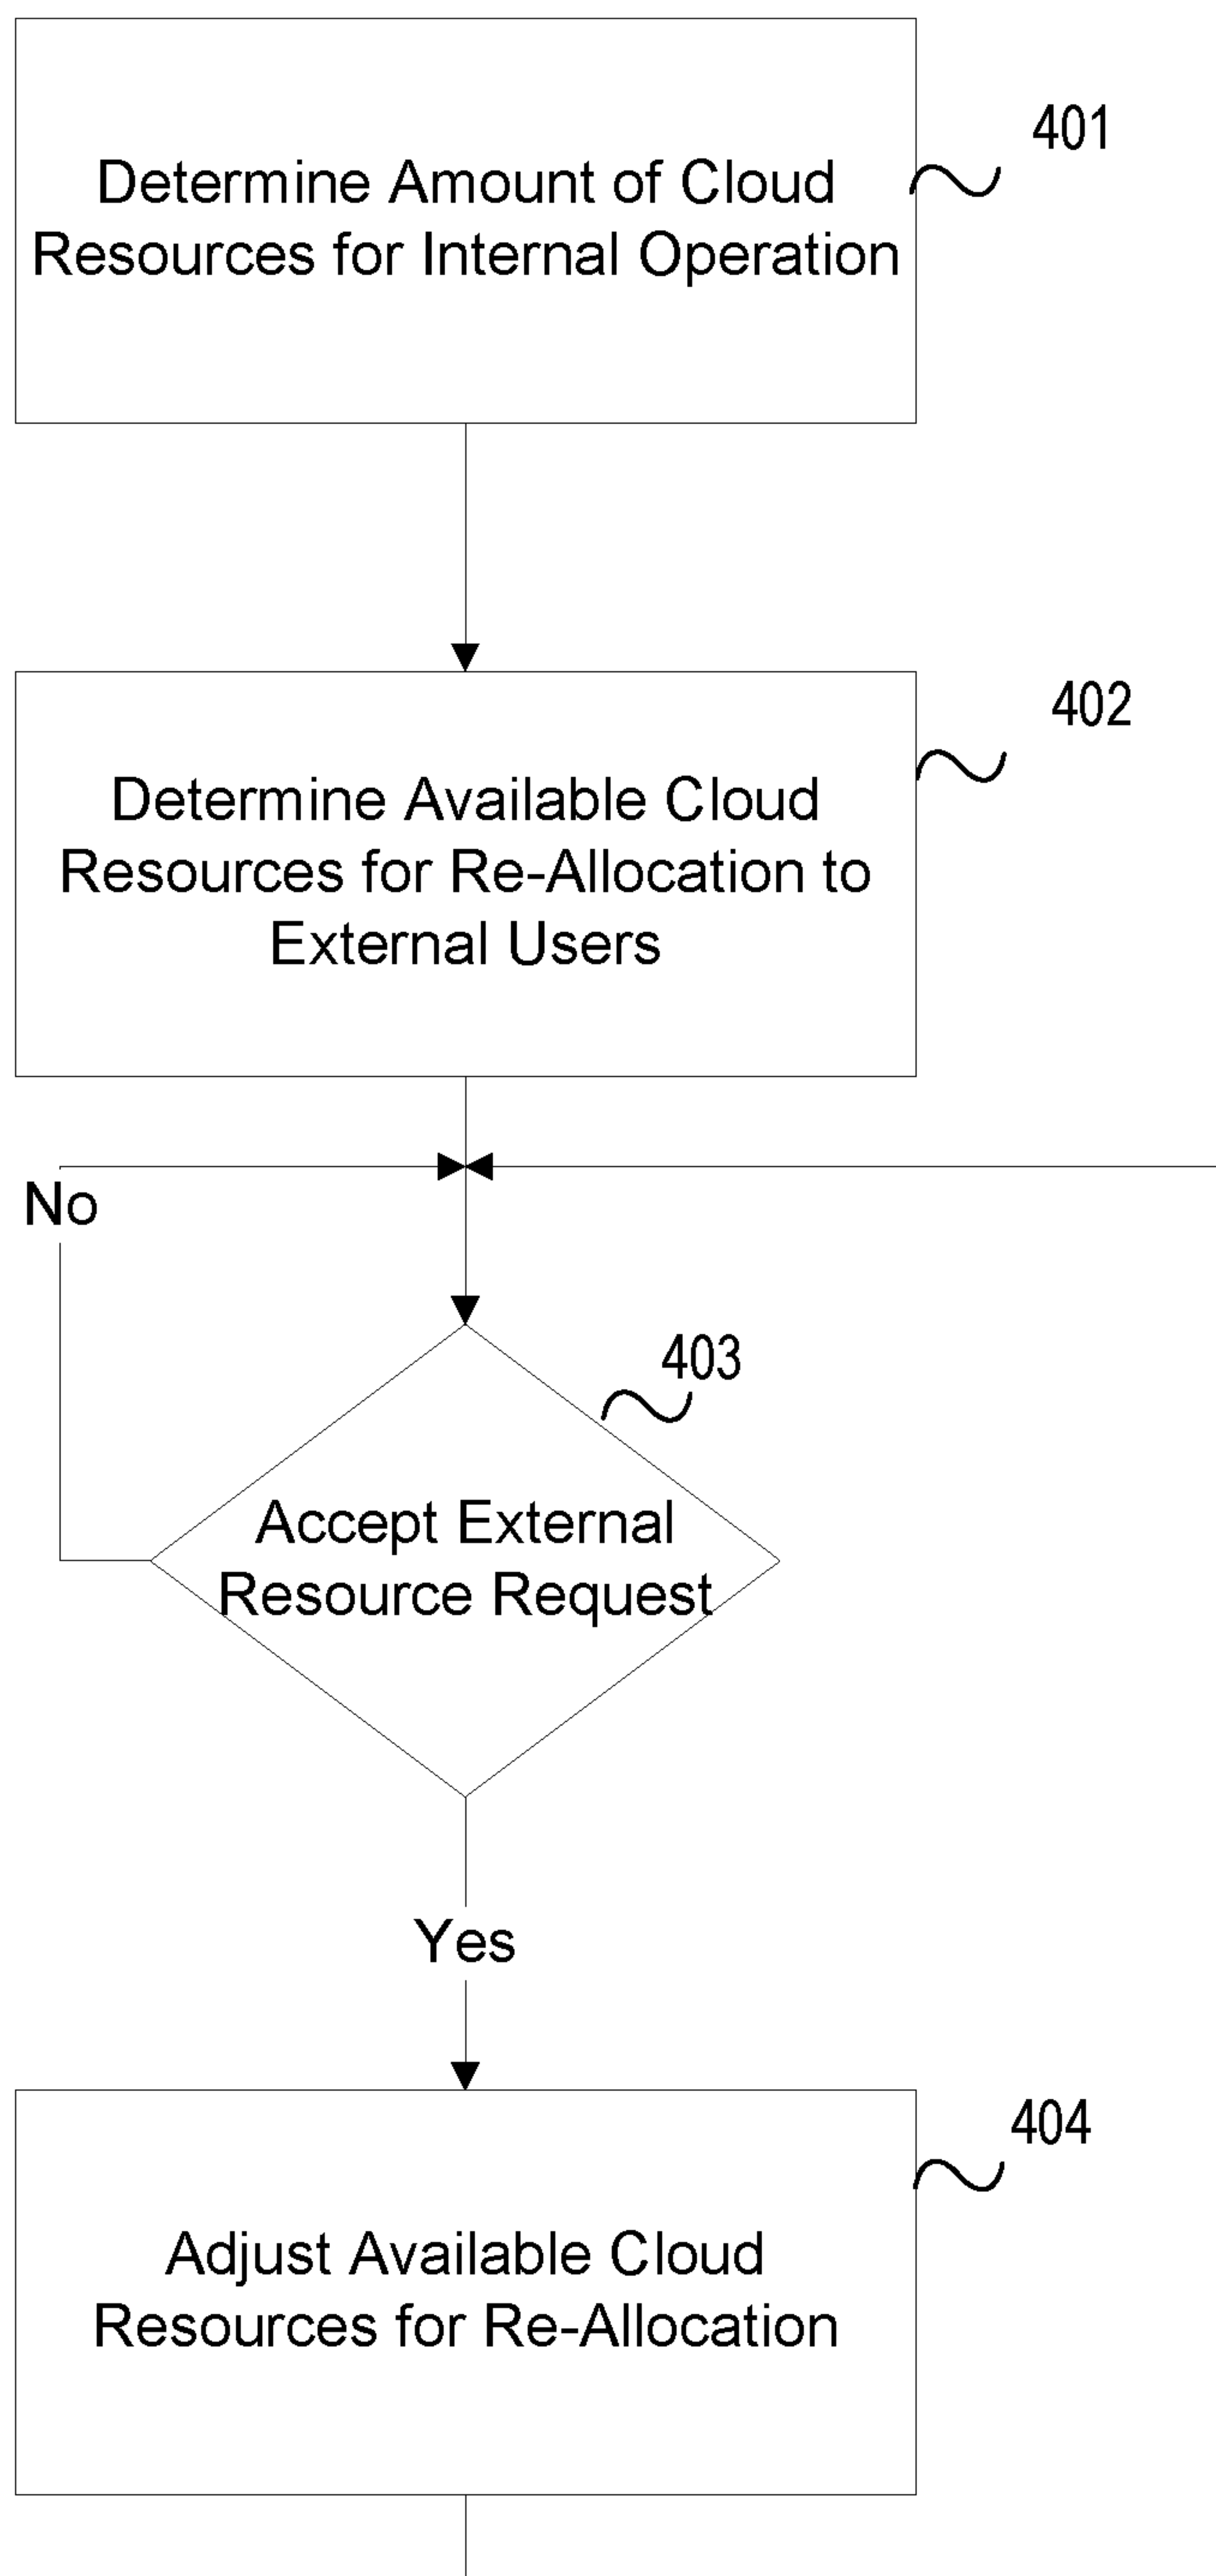 401
Determine Amount of Cloud
Resources for Internal Operation
402
Determine Available Cloud
Resources for Re-Allocation to
External Users
No
403
Accept External
Resource Request
Yes
404
Adjust Available Cloud
Resources for Re-Allocation